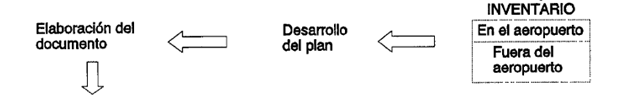 INVENTARIO
En el aeropuerto
Fuera del
aeropuerto
Desarrollo
del plan
Elaboración del
documento